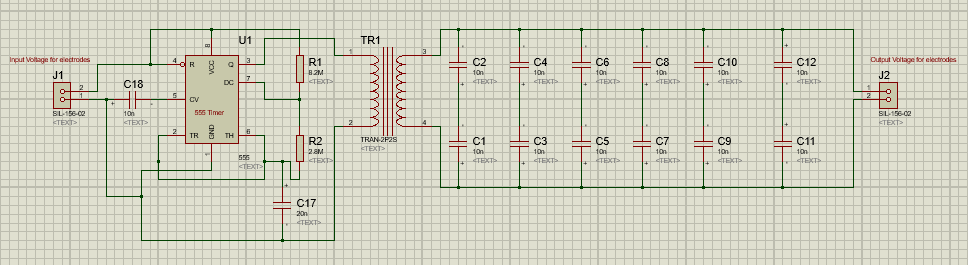 Input Voltage for electrodes
J1
2
1
SIL-156-02
<TEXT>
C18
10n
<TEXT>
U1
8
4
R
VCC
Q
3
DC
7
5
CV
555 Timer
2
TR
GND
TH
6
1
555
<TEXT>
R1
8.2M
<TEXT>
R2
2.8M
<TEXT>
C17
20n
<TEXT>
TR1
1
2
3
4
TRAN-2P2S
<TEXT>
C2
10n
<TEXT>
C4
10n
<TEXT>
C6
10n
<TEXT>
C8
10n
<TEXT>
C10
10n
<TEXT>
C12
10n
<TEXT>
C1
10n
<TEXT>
C3
10n
<TEXT>
C5
10n
<TEXT>
C7
10n
<TEXT>
C9
10n
<TEXT>
C11
10n
<TEXT>
Output Voltage for electrodes
J2
1
2
SIL-156-02
<TEXT>